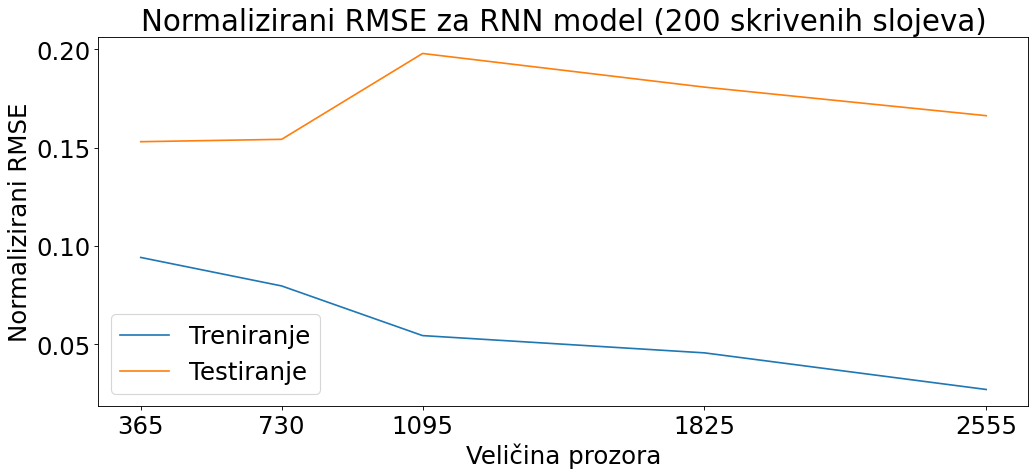 Normalizirani RMSE za RNN model (200 skrivenih slojeva)
Normalizirani RMSE
0.20
0.15
0.10
0.05
Treniranje
Testiranje
365 730 1095 1825 2555
Veličina prozora